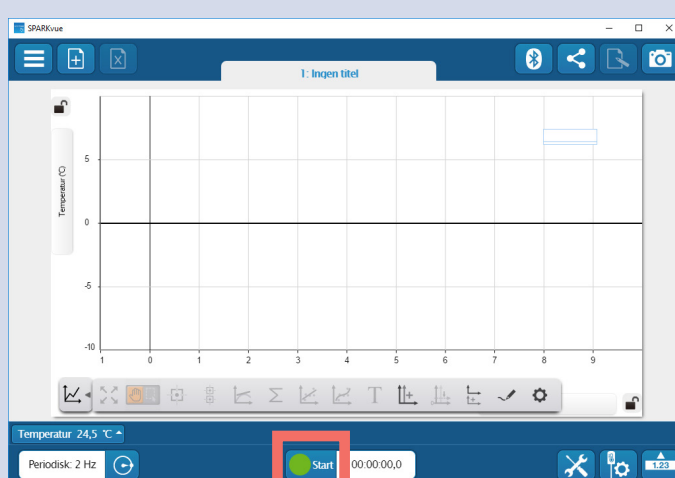 SPARKvue
1: Ingen titel
Temperatur (°C)
5
0
-5
-10
1 0 1 2 3 4 5 6 7 8 9
T
Temperatur 24,5 °C
Periodisk: 2 Hz
Start
00:00:00,0
1.23